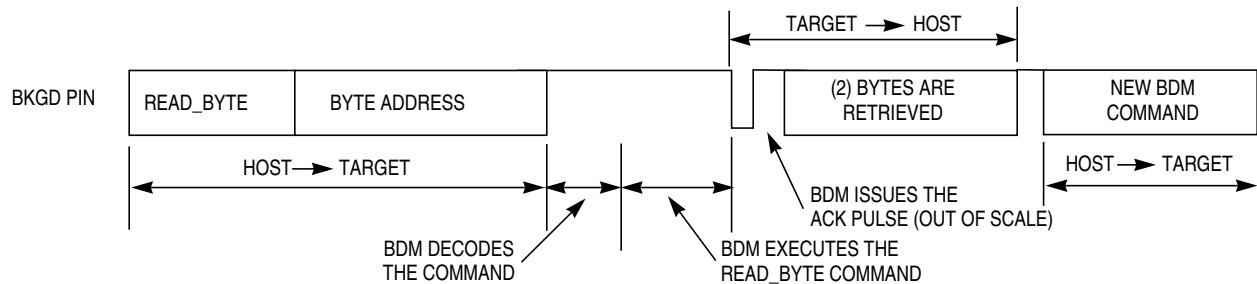 TARGET → HOST
BKGD PIN
READ_BYTE
BYTE ADDRESS
(2) BYTES ARE
RETRIEVED
NEW BDM
COMMAND
HOST → TARGET
HOST → TARGET
BDM ISSUES THE
ACK PULSE (OUT OF SCALE)
BDM DECODES
THE COMMAND
BDM EXECUTES THE
READ_BYTE COMMAND